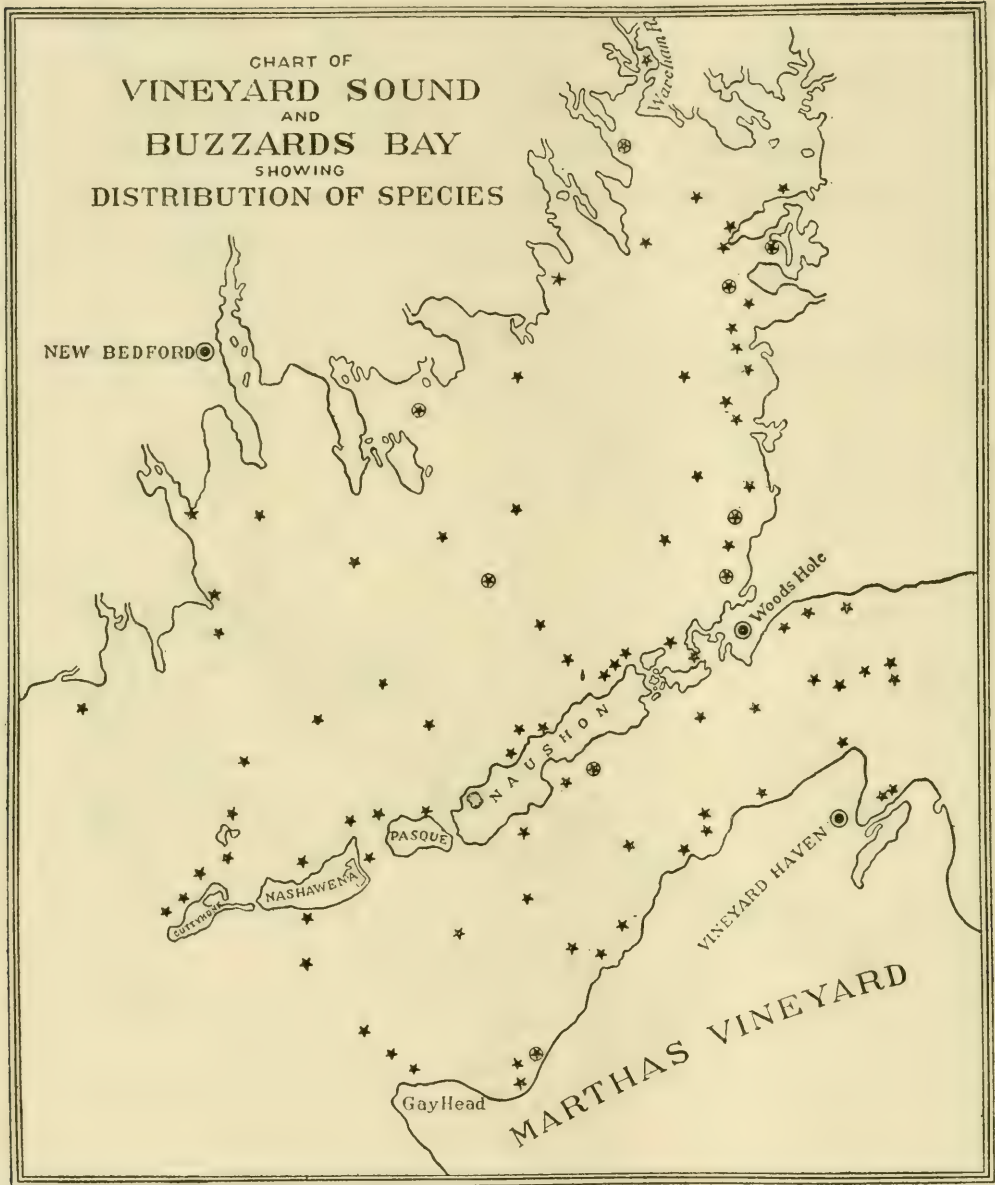 CHART OF
VINEYARD SOUND
AND
BUZZARDS BAY
SHOWING
DISTRIBUTION OF SPECIES
Wareham R.
NEW BEDFORD
Woods Hole
NAUSHON
PASQUE
NASHAWENA
CUTTYHUNK
VINEYARD HAVEN
MARTHAS VINEYARD
Gay Head